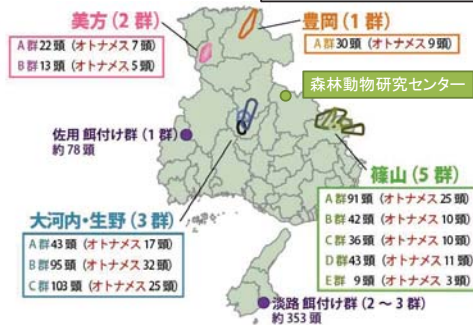 美方(2群)
A群22頭(オトナメス7頭)
B群13頭(オトナメス5頭)
豊岡(1群)
A群30頭(オトナメス9頭)
森林動物研究センター
佐用 餌付け群(1群)
約78頭
篠山(5群)
A群91頭(オトナメス25頭)
B群42頭(オトナメス10頭)
C群36頭(オトナメス10頭)
D群43頭(オトナメス11頭)
E群 9頭(オトナメス3頭)
大河内・生野(3群)
A群43頭(オトナメス17頭)
B群95頭(オトナメス32頭)
C群103頭(オトナメス25頭)
淡路 餌付け群(2~3群)
約353頭